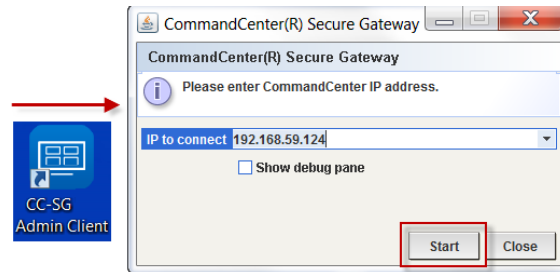 CommandCenter(R) Secure Gateway
CommandCenter(R) Secure Gateway
Please enter CommandCenter IP address.
IP to connect 192.168.59.124
Show debug pane
Start Close
CC-SG
Admin Client